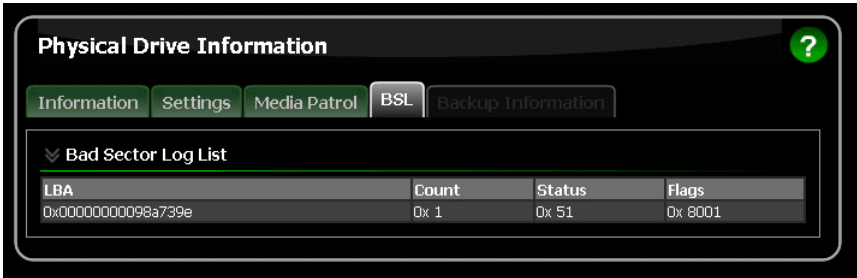 Physical Drive Information
?
Information Settings Media Patrol BSL Backup Information
Bad Sector Log List
LBA Count Status Flags
0x00000000098a739e 0x 1 0x 51 0x 8001